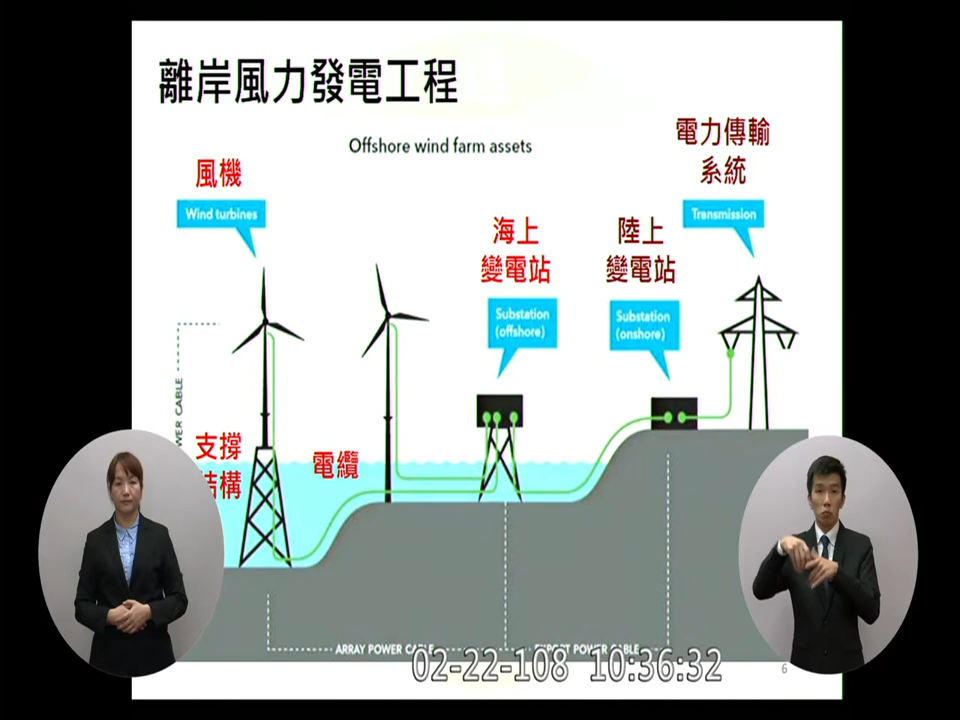 離岸風力發電工程
Offshore wind farm assets
電力傳輸
系統
風機
Wind turbines
Transmission
海上
變電站
陸上
變電站
Substation
(offshore)
Substation
(onshore)
支撐
結構
電纜
ARRAY POWER CABLE
EXPORT POWER CABLE
02-22-108 10:36:32
6